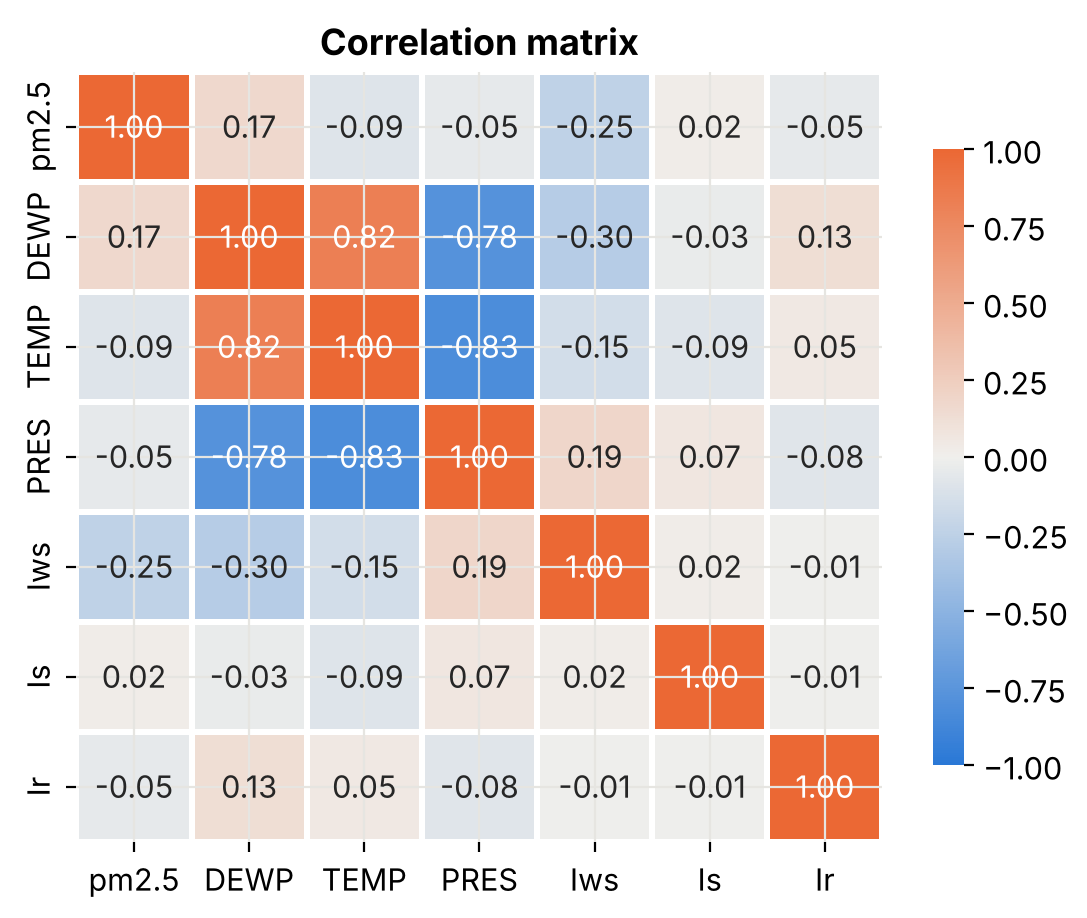 Correlation matrix
pm2.5 1.00 0.17 -0.09 -0.05 -0.25 0.02 -0.05
DEWP 0.17 1.00 0.82 -0.78 -0.30 -0.03 0.13
TEMP -0.09 0.82 1.00 -0.83 -0.15 -0.09 0.05
PRES -0.05 -0.78 -0.83 1.00 0.19 0.07 -0.08
Iws -0.25 -0.30 -0.15 0.19 1.00 0.02 -0.01
Is 0.02 -0.03 -0.09 0.07 0.02 1.00 -0.01
Ir -0.05 0.13 0.05 -0.08 -0.01 -0.01 1.00
pm2.5 DEWP TEMP PRES Iws Is Ir
1.00
0.75
0.50
0.25
0.00
−0.25
−0.50
−0.75
−1.00